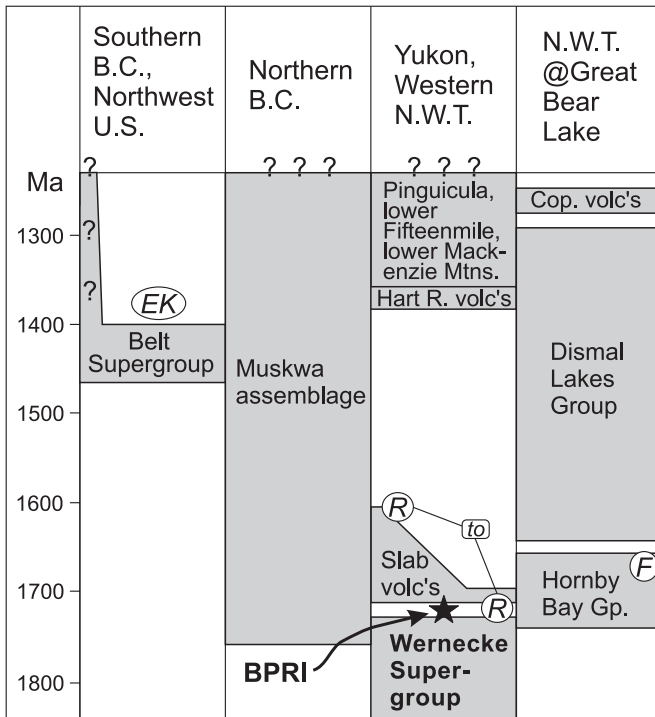 Southern
B.C.,
Northwest
U.S.
Northern
B.C.
Yukon,
Western
N.W.T.
N.W.T.
@Great
Bear
Lake
Ma
?
? ? ?
? ? ?
1300
1400
1500
1600
1700
1800
?
?
EK
Belt
Supergroup
Muskwa
assemblage
Pinguicula,
lower
Fifteenmile,
lower Mack-
enzie Mtns.
Hart R. volc's
R
to
R
Slab
volc's
BPRI
Wernecke
Super-
group
Cop. volc's
Dismal
Lakes
Group
F
Hornby
Bay Gp.